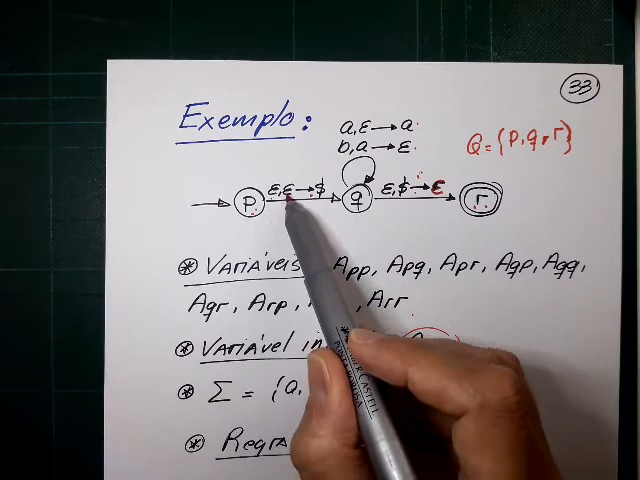 33
Exemplo:
a,ε→a
b,a→ε
Q={p,q,r}
ε,ε→$
ε,$→ε
p
q
r
* Variáveis App, Apq, Apr, Aqp, Aqq,
Aqr, Arp, , Arr
* Variável in
* Σ = {a,
* Regra